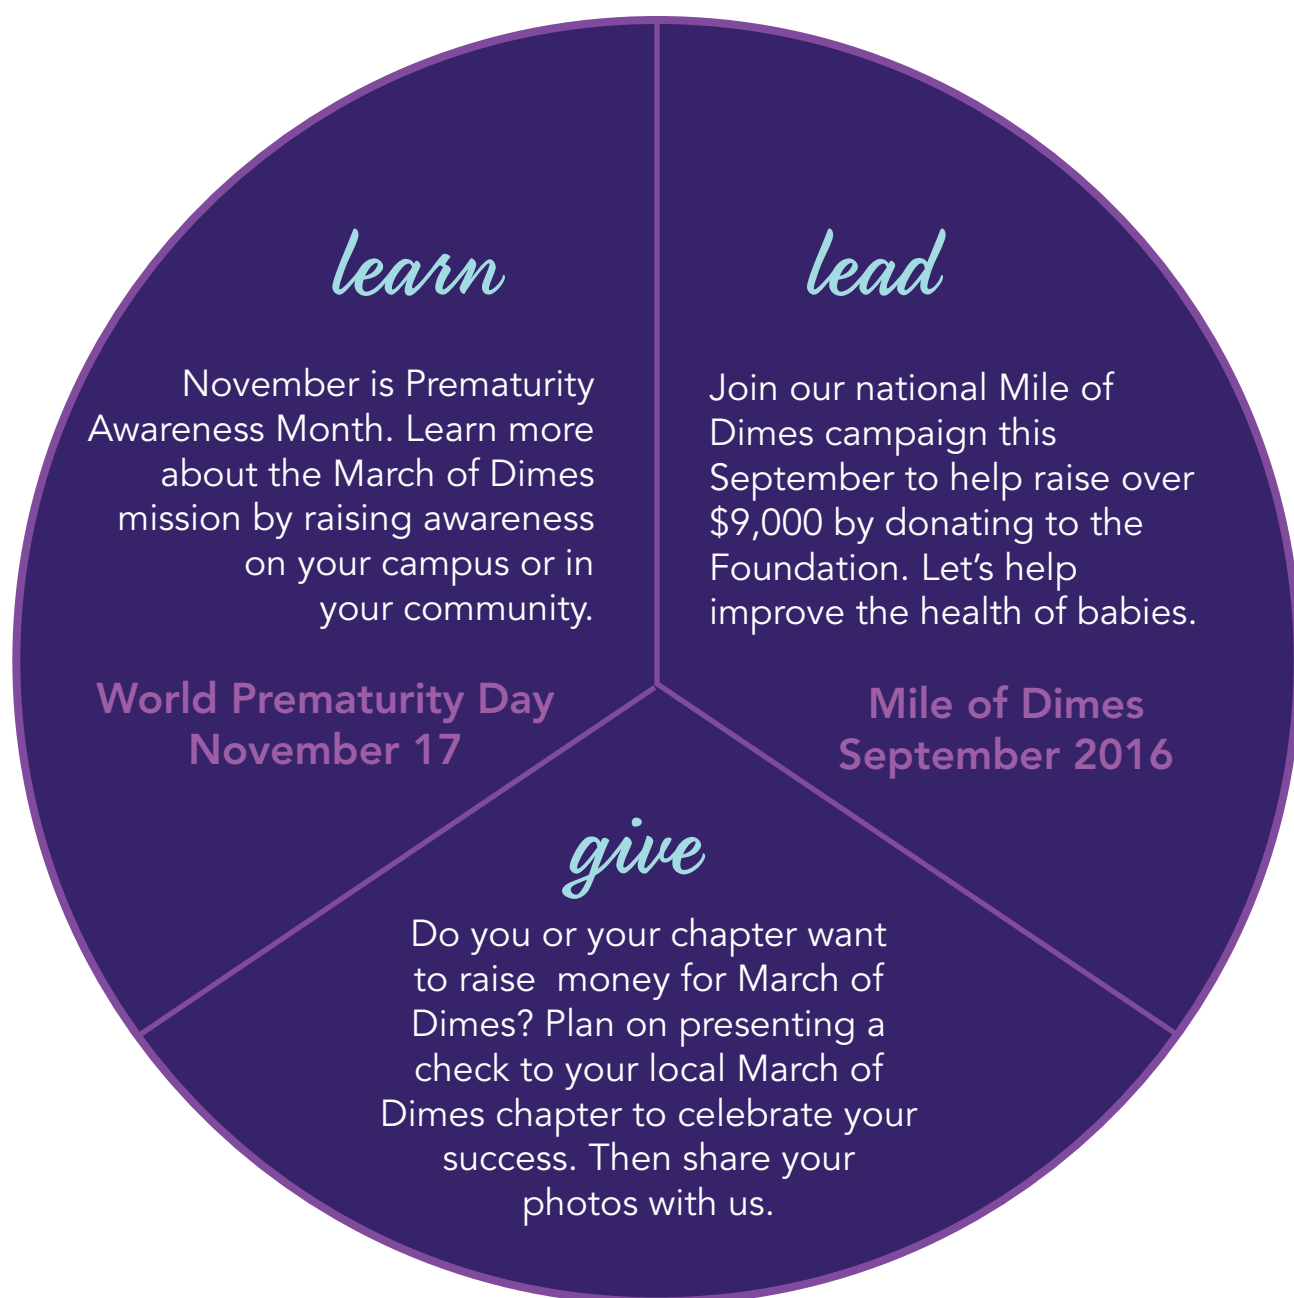 learn
November is Prematurity
Awareness Month. Learn more
about the March of Dimes
mission by raising awareness
on your campus or in
your community.
World Prematurity Day
November 17
lead
Join our national Mile of
Dimes campaign this
September to help raise over
$9,000 by donating to the
Foundation. Let’s help
improve the health of babies.
Mile of Dimes
September 2016
give
Do you or your chapter want
to raise  money for March of
Dimes? Plan on presenting a
check to your local March of
Dimes chapter to celebrate your
success. Then share your
photos with us.